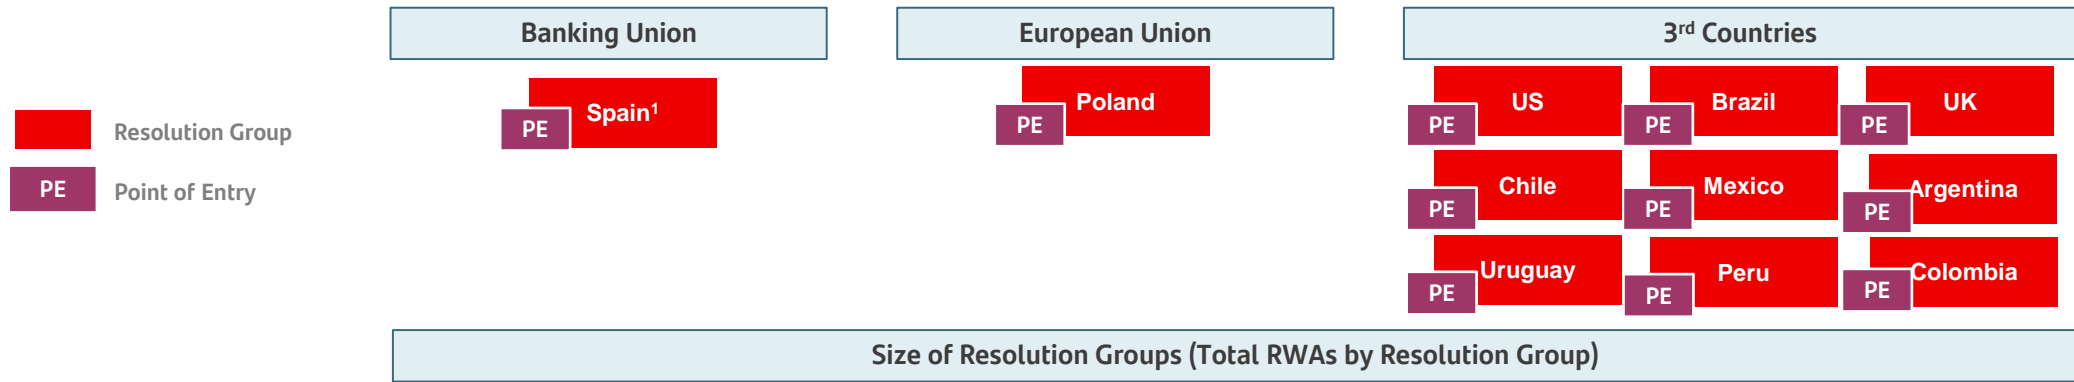 Banking Union
European Union
3rd Countries
Resolution Group
PE Point of Entry
Spain1
PE
Poland
PE
US
PE
Brazil
PE
UK
PE
Chile
PE
Mexico
PE
Argentina
PE
Uruguay
PE
Peru
PE
Colombia
PE
Size of Resolution Groups (Total RWAs by Resolution Group)